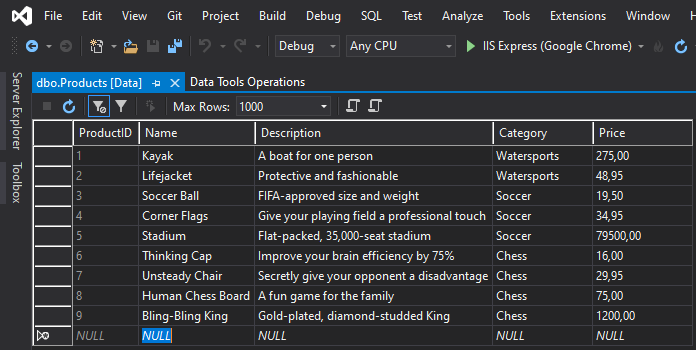 File Edit View Git Project Build Debug SQL Test Analyze Tools Extensions Window
Debug Any CPU IIS Express (Google Chrome)
dbo.Products [Data] Data Tools Operations
Max Rows: 1000
Server Explorer
Toolbox
ProductID Name Description Category Price
1 Kayak A boat for one person Watersports 275,00
2 Lifejacket Protective and fashionable Watersports 48,95
3 Soccer Ball FIFA-approved size and weight Soccer 19,50
4 Corner Flags Give your playing field a professional touch Soccer 34,95
5 Stadium Flat-packed, 35,000-seat stadium Soccer 79500,00
6 Thinking Cap Improve your brain efficiency by 75% Chess 16,00
7 Unsteady Chair Secretly give your opponent a disadvantage Chess 29,95
8 Human Chess Board A fun game for the family Chess 75,00
9 Bling-Bling King Gold-plated, diamond-studded King Chess 1200,00
NULL NULL NULL NULL NULL